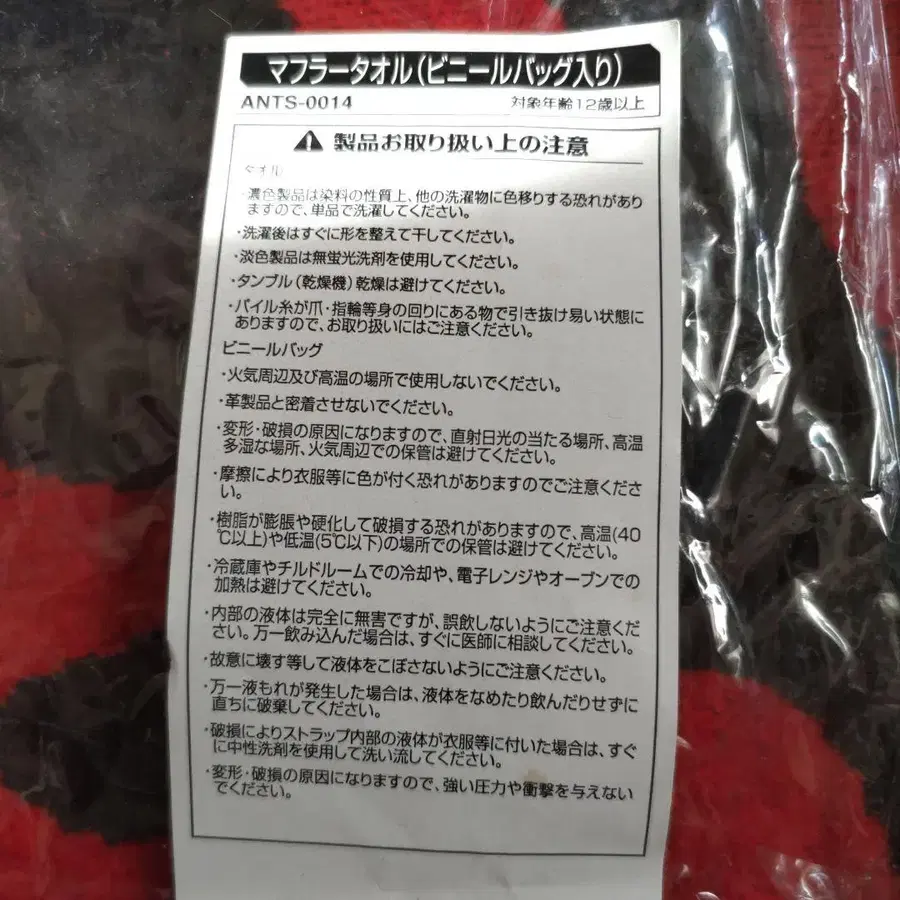 マフラータオル(ビニールバッグ入り)
ANTS-0014
対象年齢12歳以上
製品お取り扱い上の注意
タオル
・濃色製品は染料の性質上、他の洗濯物に色移りする恐れがあり
ますので、単品で洗濯してください。
・洗濯後はすぐに形を整えて干してください。
・淡色製品は無蛍光洗剤を使用してください。
・タンブル(乾燥機)乾燥は避けてください。
・パイル糸が爪・指輪等身の回りにある物で引き抜け易い状態に
ありますので、お取り扱いにはご注意ください。
ビニールバッグ
・火気周辺及び高温の場所で使用しないでください。
・革製品と密着させないでください。
・変形・破損の原因になりますので、直射日光の当たる場所、高温
多湿な場所、火気周辺での保管は避けてください。
・摩擦により衣服等に色が付く恐れがありますのでご注意くださ
い。
・樹脂が膨脹や硬化して破損する恐れがありますので、高温(40
℃以上)や低温(5℃以下)の場所での保管は避けてください。
・冷蔵庫やチルドルームでの冷却や、電子レンジやオーブンでの
加熱は避けてください。
・内部の液体は完全に無害ですが、誤飲しないようにご注意くだ
さい。万一飲み込んだ場合は、すぐに医師に相談してください。
・故意に壊す等して液体をこぼさないようにご注意ください。
・万一液もれが発生した場合は、液体をなめたり飲んだりせずに
直ちに破棄してください。
・破損によりストラップ内部の液体が衣服等に付いた場合は、すぐ
に中性洗剤を使用して洗い流してください。
・変形・破損の原因になりますので、強い圧力や衝撃を与えない
でください。